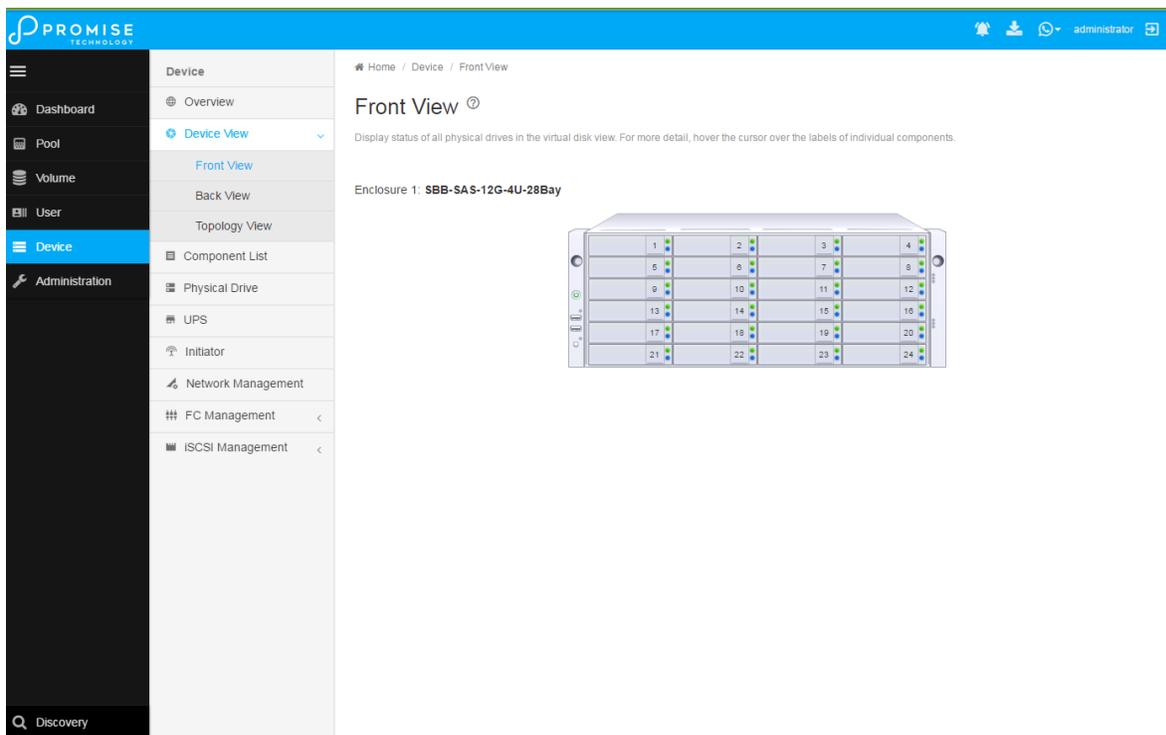 PROMISE
TECHNOLOGY
administrator
Dashboard
Pool
Volume
User
Device
Administration
Discovery
Device
Overview
Device View
Front View
Back View
Topology View
Component List
Physical Drive
UPS
Initiator
Network Management
FC Management
iSCSI Management
Home / Device / Front View
Front View
Display status of all physical drives in the virtual disk view. For more detail, hover the cursor over the labels of individual components.
Enclosure 1: SBB-SAS-12G-4U-28Bay
1 2 3 4
5 6 7 8
9 10 11 12
13 14 15 16
17 18 19 20
21 22 23 24